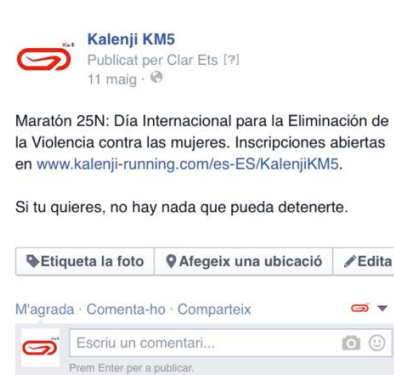 Kalenji KM5
Publicat per Clar Ets [?]
11 maig ·
Maratón 25N: Día Internacional para la Eliminación de
la Violencia contra las mujeres. Inscripciones abiertas
en www.kalenji-running.com/es-ES/KalenjiKM5.
Si tu quieres, no hay nada que pueda detenerte.
Etiqueta la foto Afegeix una ubicació Edita
M'agrada · Comenta-ho · Comparteix
Escriu un comentari...
Prem Enter per a publicar.